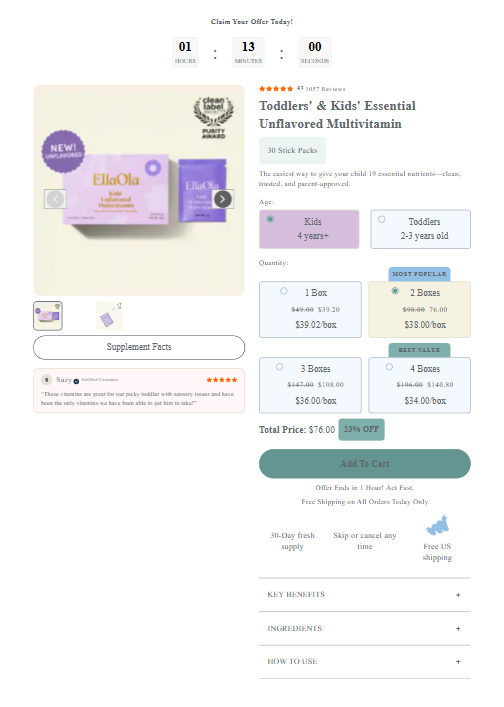 Claim Your Offer Today!
01 : 13 : 00
HOURS MINUTES SECONDS
clean
label
PROJECT
PURITY
AWARD
NEW!
UNFLAVORED
EllaOla
Kids'
Unflavored
Multivitamin
EllaOla
Supplement Facts
S Suzy Verified Customer
"These vitamins are great for our picky toddler with sensory issues and have
been the only vitamins we have been able to get him to take!"
1057 Reviews
Toddlers' & Kids' Essential
Unflavored Multivitamin
30 Stick Packs
The easiest way to give your child 19 essential nutrients—clean,
trusted, and parent-approved.
Age:
Kids
4 years+
Toddlers
2-3 years old
Quantity:
1 Box
$49.00 $39.20
$39.02/box
MOST POPULAR
2 Boxes
$98.00 76.00
$38.00/box
3 Boxes
$147.00 $108.00
$36.00/box
BEST VALUE
4 Boxes
$196.00 $140.80
$34.00/box
Total Price: $76.00 23% OFF
Add To Cart
Offer Ends in 1 Hour! Act Fast.
Free Shipping on All Orders Today Only
30-Day fresh
supply
Skip or cancel any
time
Free US
shipping
KEY BENEFITS +
INGREDIENTS +
HOW TO USE +